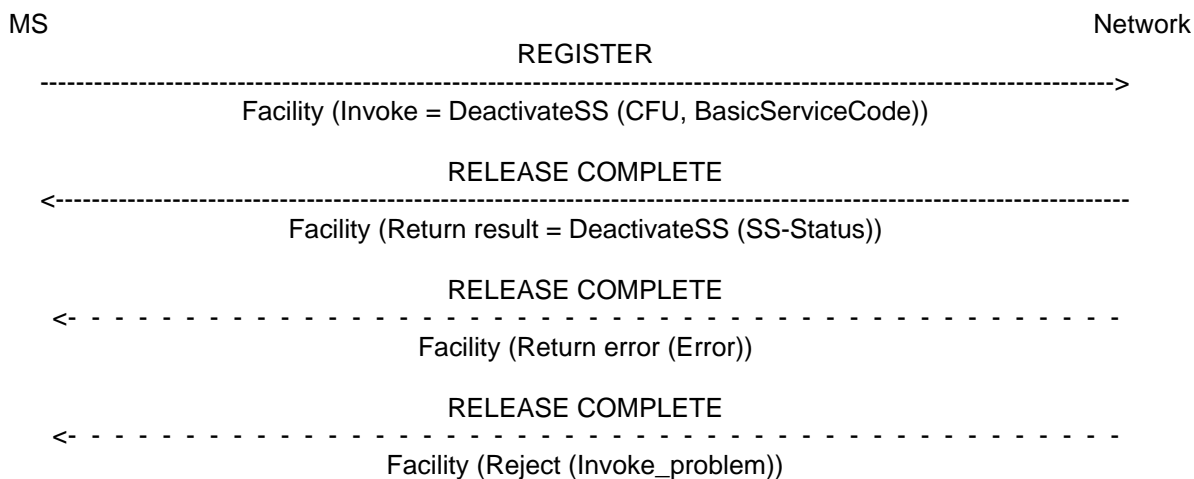 MS Network
REGISTER
Facility (Invoke = DeactivateSS (CFU, BasicServiceCode))
RELEASE COMPLETE
Facility (Return result = DeactivateSS (SS-Status))
RELEASE COMPLETE
Facility (Return error (Error))
RELEASE COMPLETE
Facility (Reject (Invoke_problem))